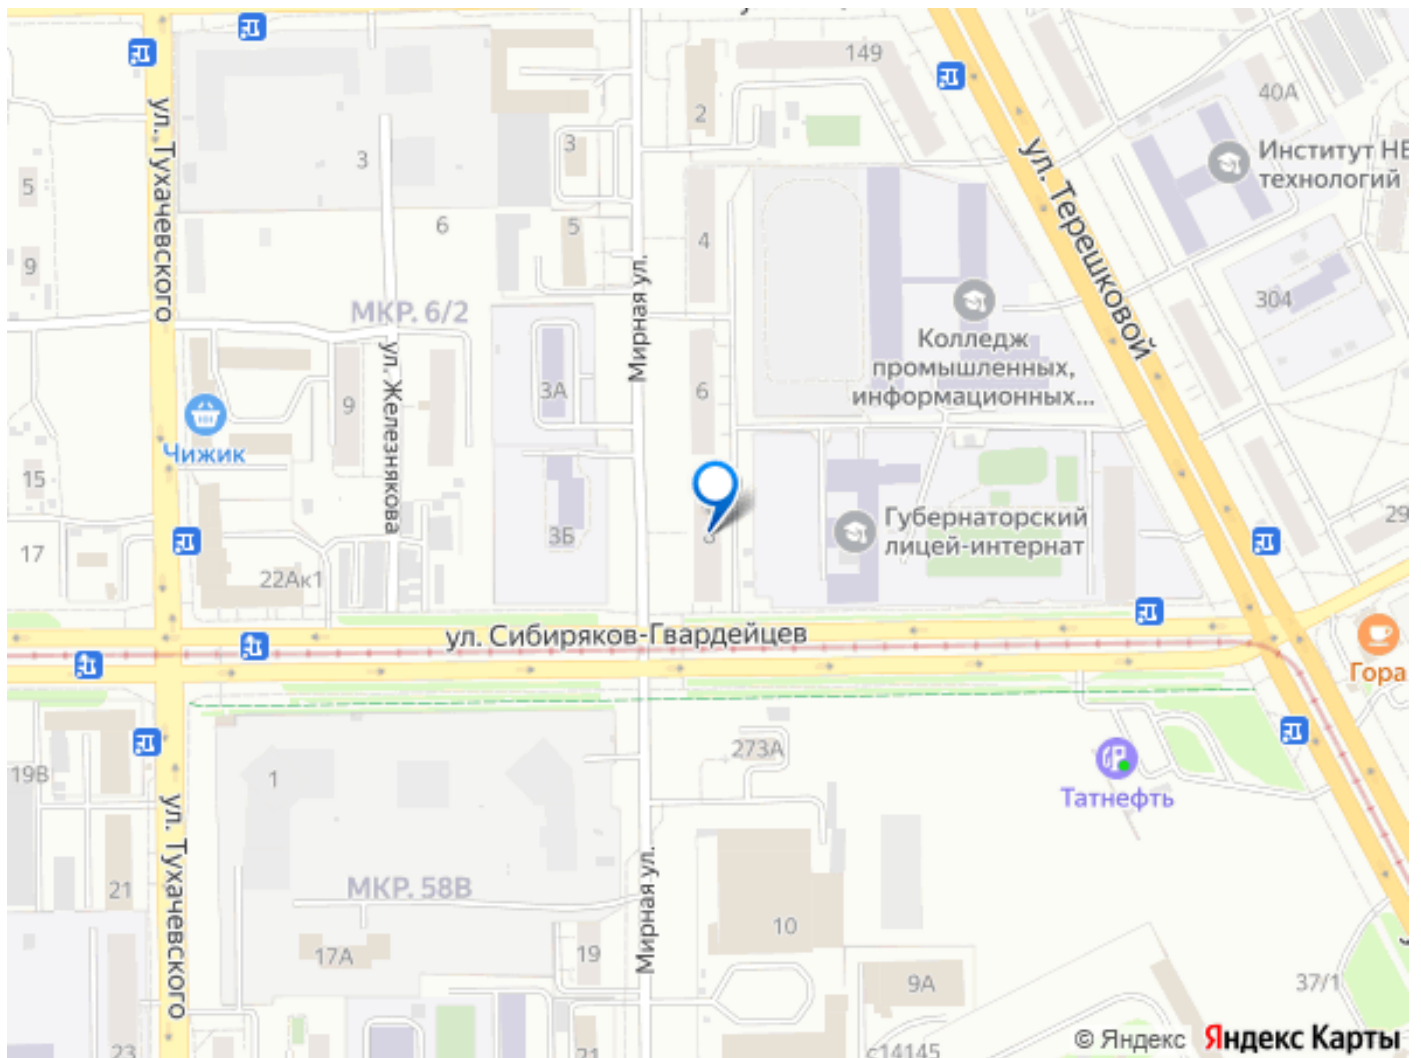 149
2
40А
3
3
Институт НЕ
технологий
5
6
5
4
9
ул. Тухачевского
Мирная ул.
ул. Терешковой
304
МКР. 6/2
Колледж
промышленных,
информационных...
ул. Железнякова
3А
6
9
Чижик
15
3Б
8
Губернаторский
лицей-интернат
29
17
22Ак1
ул. Сибиряков-Гвардейцев
Гора
273А
19В
1
Татнефть
ул. Тухачевского
МКР. 58В
Мирная ул.
21
10
17А
19
9А
37/1
23
21
с14145
© Яндекс Яндекс Карты